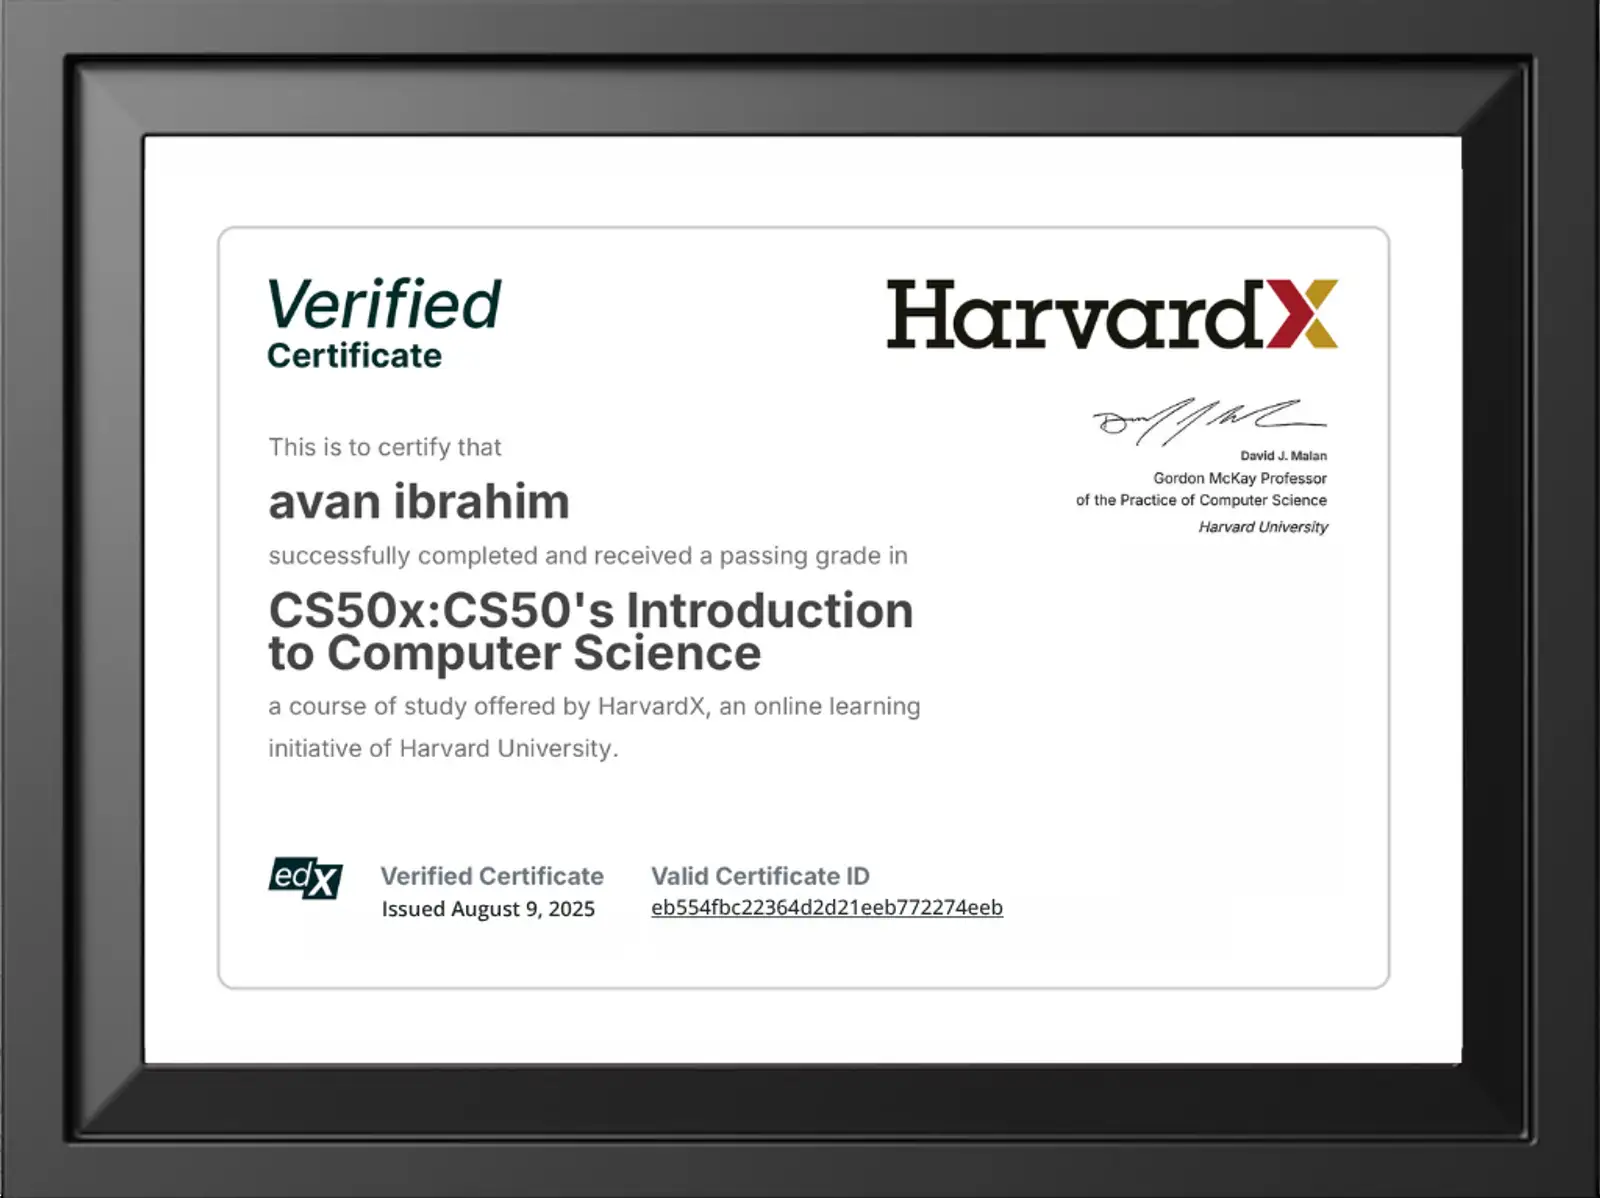 Verified
Certificate
HarvardX
This is to certify that
avan ibrahim
successfully completed and received a passing grade in
CS50x:CS50's Introduction
to Computer Science
a course of study offered by HarvardX, an online learning
initiative of Harvard University.
David J. Malan
Gordon McKay Professor
of the Practice of Computer Science
Harvard University
edX
Verified Certificate
Issued August 9, 2025
Valid Certificate ID
eb554fbc22364d2d21eeb772274eeb